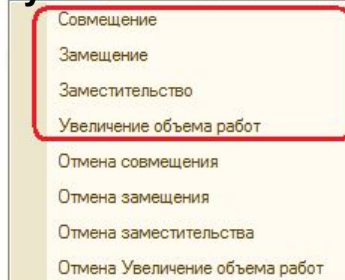 Совмещение
Замещение
Заместительство
Увеличение объема работ
Отмена совмещения
Отмена замещения
Отмена заместительства
Отмена Увеличение объема работ